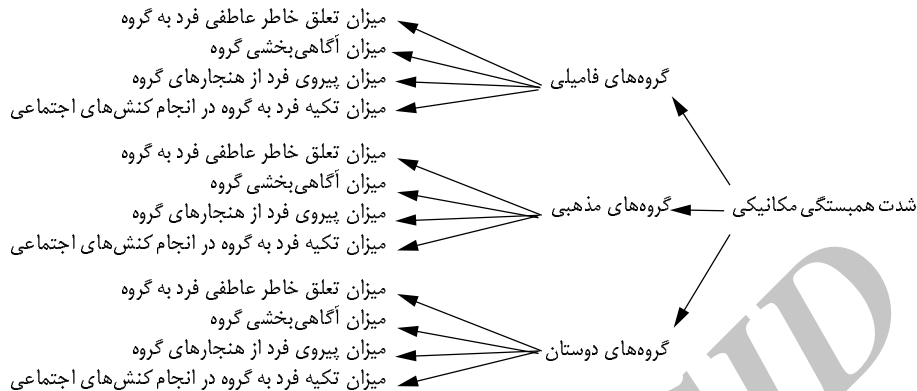 شدت همبستگی مکانیکی
گروه‌های فامیلی
میزان تعلق خاطر عاطفی فرد به گروه
میزان آگاهی‌بخشی گروه
میزان پیروی فرد از هنجارهای گروه
میزان تکیه فرد به گروه در انجام کنش‌های اجتماعی
گروه‌های مذهبی
میزان تعلق خاطر عاطفی فرد به گروه
میزان آگاهی‌بخشی گروه
میزان پیروی فرد از هنجارهای گروه
میزان تکیه فرد به گروه در انجام کنش‌های اجتماعی
گروه‌های دوستان
میزان تعلق خاطر عاطفی فرد به گروه
میزان آگاهی‌بخشی گروه
میزان پیروی فرد از هنجارهای گروه
میزان تکیه فرد به گروه در انجام کنش‌های اجتماعی